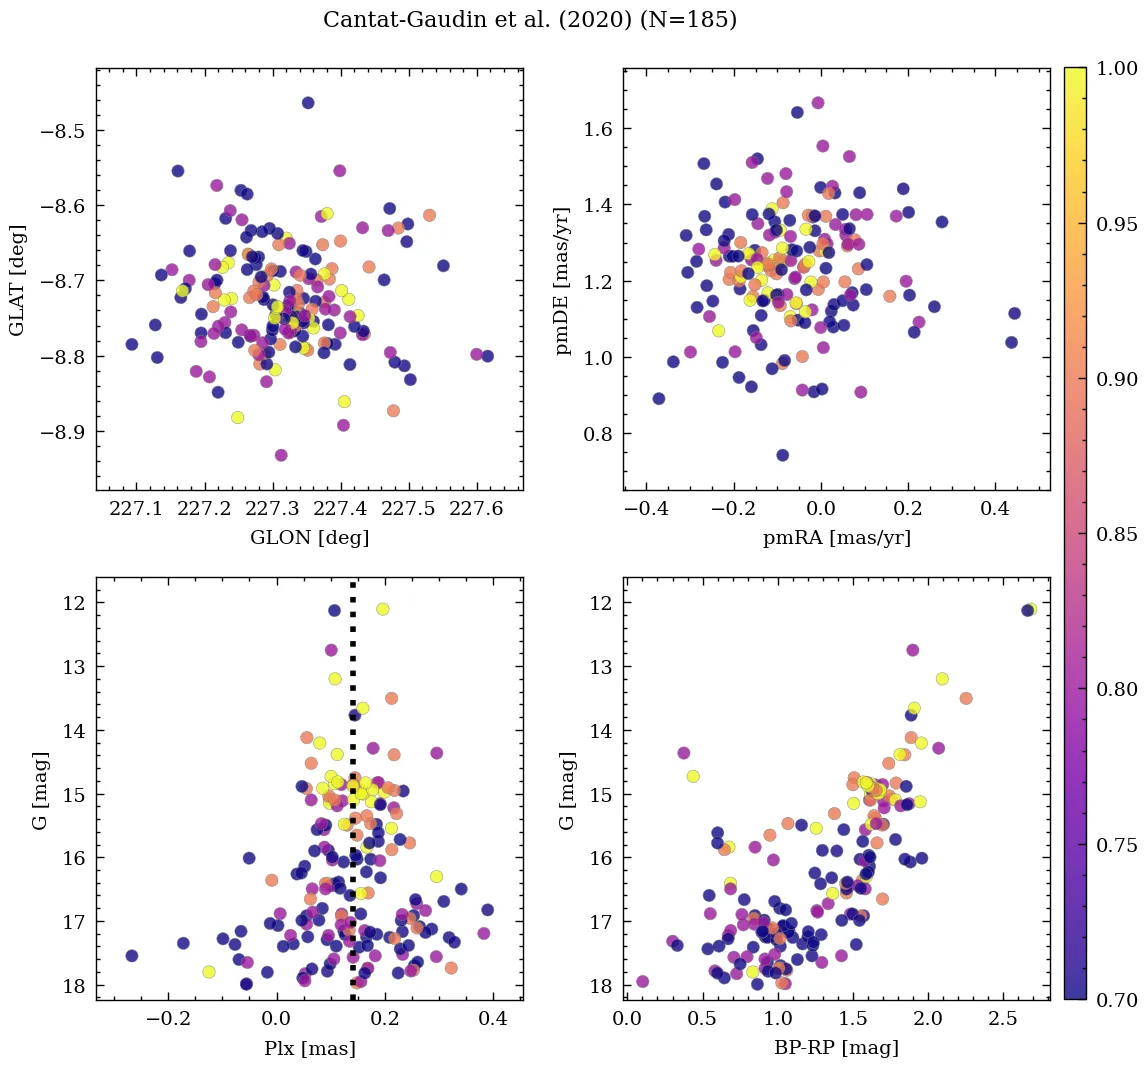 Cantat-Gaudin et al. (2020) (N=185)
−8.5
−8.6
−8.7
−8.8
−8.9
GLAT [deg]
227.1 227.2 227.3 227.4 227.5 227.6
GLON [deg]
1.6
1.4
1.2
1.0
0.8
pmDE [mas/yr]
−0.4 −0.2 0.0 0.2 0.4
pmRA [mas/yr]
12
13
14
15
16
17
18
G [mag]
−0.2 0.0 0.2 0.4
Plx [mas]
12
13
14
15
16
17
18
G [mag]
0.0 0.5 1.0 1.5 2.0 2.5
BP-RP [mag]
1.00
0.95
0.90
0.85
0.80
0.75
0.70